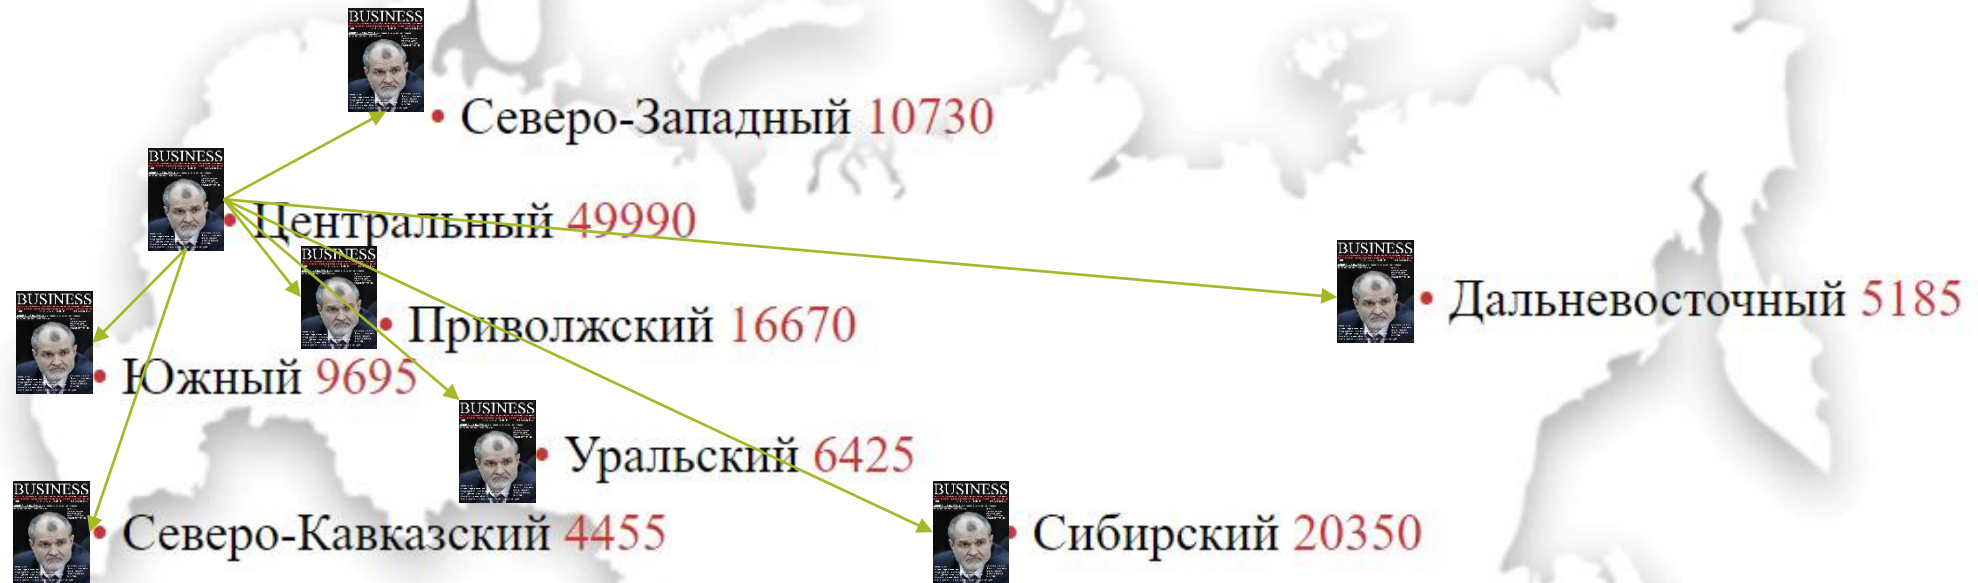 BUSINESS
• Северо-Западный 10730
BUSINESS
• Центральный 49990
BUSINESS
• Дальневосточный 5185
BUSINESS
• Приволжский 16670
BUSINESS
• Южный 9695
BUSINESS
• Уральский 6425
BUSINESS
• Северо-Кавказский 4455
BUSINESS
• Сибирский 20350